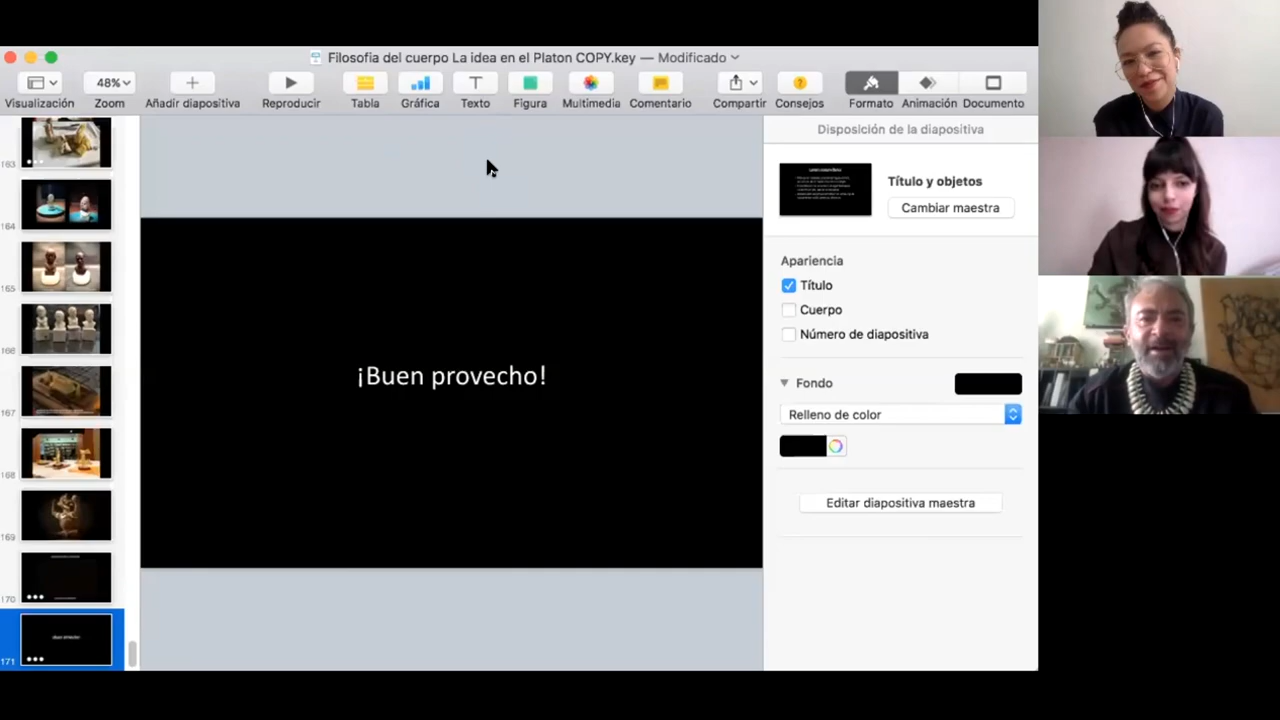 Filosofia del cuerpo La idea en el Platon COPY.key — Modificado
48%
Visualización
Zoom
Añadir diapositiva
Reproducir
Tabla
Gráfica
Texto
Figura
Multimedia
Comentario
Compartir
Consejos
Formato
Animación
Documento
Disposición de la diapositiva
Título y objetos
Cambiar maestra
Apariencia
Título
Cuerpo
Número de diapositiva
Fondo
Relleno de color
Editar diapositiva maestra
¡Buen provecho!
163
164
165
166
167
168
169
170
171